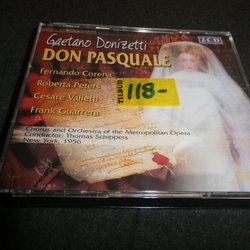 Gaetano Donizetti
2CD
DON PASQUALE
Fernando Corena
Roberta Peters
Cesare Valletti
Frank Guarrera
TILBUD
118-
Chorus and Orchestra of the Metropolitan Opera
Conductor: Thomas Schippers
New York, 1956